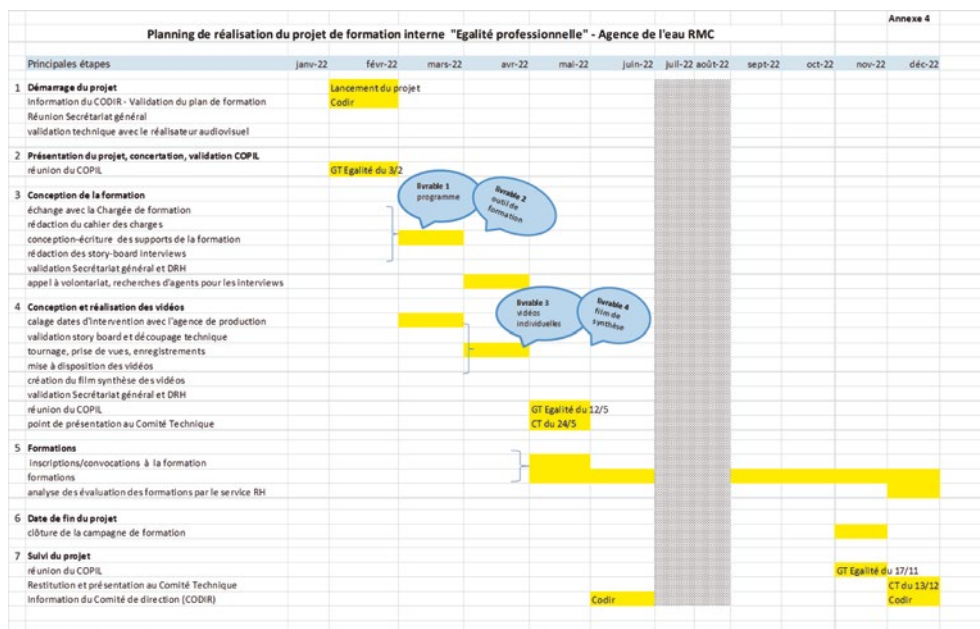 Annexe 4
Planning de réalisation du projet de formation interne "Egalité professionnelle" - Agence de l'eau RMC
Principales étapes janv-22 févr-22 mars-22 avr-22 mai-22 juin-22 juil-22 août-22 sept-22 oct-22 nov-22 déc-22
1 Démarrage du projet Lancement du projet
Information du CODIR - Validation du plan de formation Codir
Réunion Secrétariat général
validation technique avec le réalisateur audiovisuel
2 Présentation du projet, concertation, validation COPIL
réunion du COPIL GT Egalité du 3/2
livrable 1
programme
livrable 2
outil de
formation
3 Conception de la formation
échange avec la Chargée de formation
rédaction du cahier des charges
conception-écriture des supports de la formation
rédaction des story-board interviews
validation Secrétariat général et DRH
appel à volontariat, recherches d'agents pour les interviews
livrable 3
vidéos
individuelles
livrable 4
film de
synthèse
4 Conception et réalisation des vidéos
calage dates d'intervention avec l'agence de production
validation story board et découpage technique
tournage, prise de vues, enregistrements
mise à disposition des vidéos
création du film synthèse des vidéos
validation Secrétariat général et DRH
réunion du COPIL GT Egalité du 12/5
point de présentation au Comité Technique CT du 24/5
5 Formations
inscriptions/convocations à la formation
formations
analyse des évaluation des formations par le service RH
6 Date de fin du projet
clôture de la campagne de formation
7 Suivi du projet
réunion du COPIL GT Egalité du 17/11
Restitution et présentation au Comité Technique CT du 13/12
Information du Comité de direction (CODIR) Codir Codir